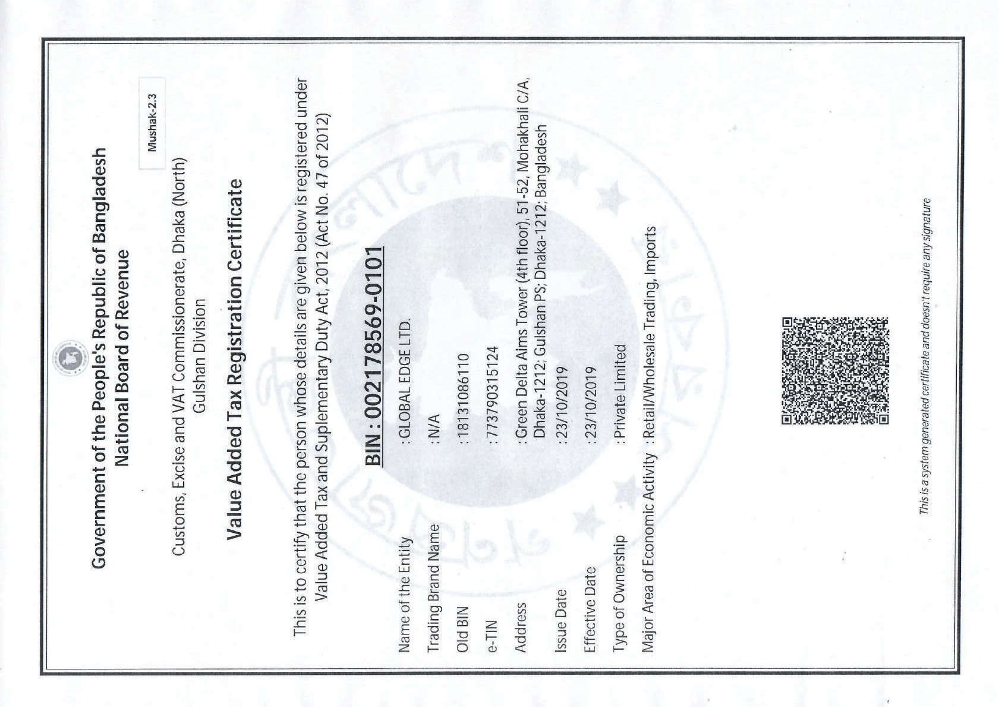 Government of the People's Republic of Bangladesh
National Board of Revenue
Mushak-2.3
Customs, Excise and VAT Commissionerate, Dhaka (North)
Gulshan Division
Value Added Tax Registration Certificate
This is to certify that the person whose details are given below is registered under
Value Added Tax and Suplementary Duty Act, 2012 (Act No. 47 of 2012)
BIN : 002178569-0101
Name of the Entity : GLOBAL EDGE LTD.
Trading Brand Name : N/A
Old BIN : 18131086110
e-TIN : 773790315124
Address : Green Delta Aims Tower (4th floor), 51-52, Mohakhali C/A,
Dhaka-1212; Gulshan PS; Dhaka-1212; Bangladesh
Issue Date : 23/10/2019
Effective Date : 23/10/2019
Type of Ownership : Private Limited
Major Area of Economic Activity : Retail/Wholesale Trading, Imports
This is a system generated certificate and doesn't require any signature